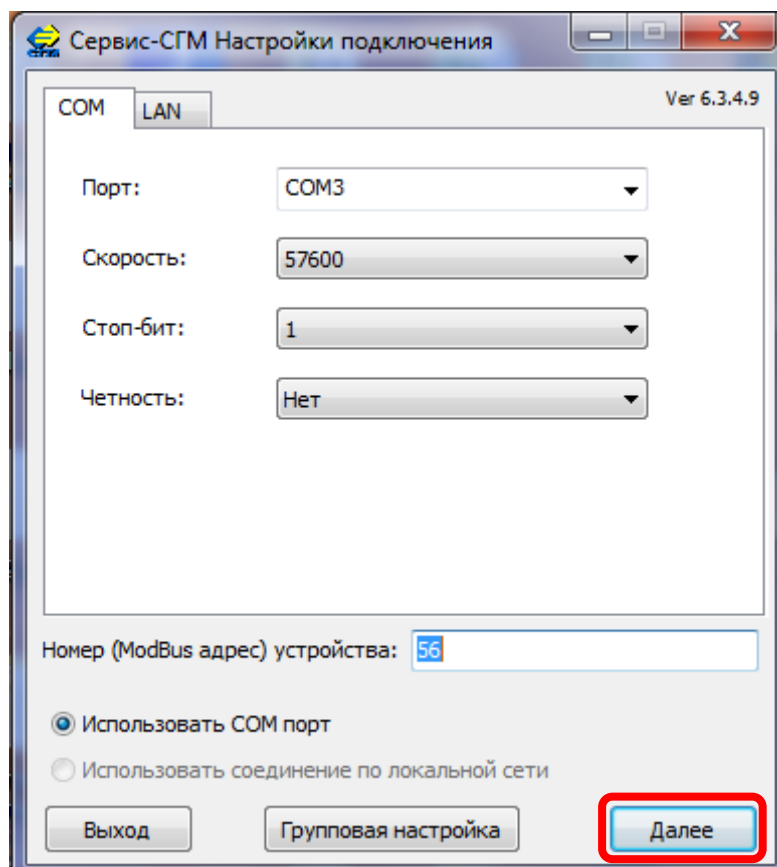 Сервис-СГМ Настройки подключения
COM
LAN
Ver 6.3.4.9
Порт:
COM3
Скорость:
57600
Стоп-бит:
1
Четность:
Нет
Номер (ModBus адрес) устройства:
56
Использовать COM порт
Использовать соединение по локальной сети
Выход
Групповая настройка
Далее